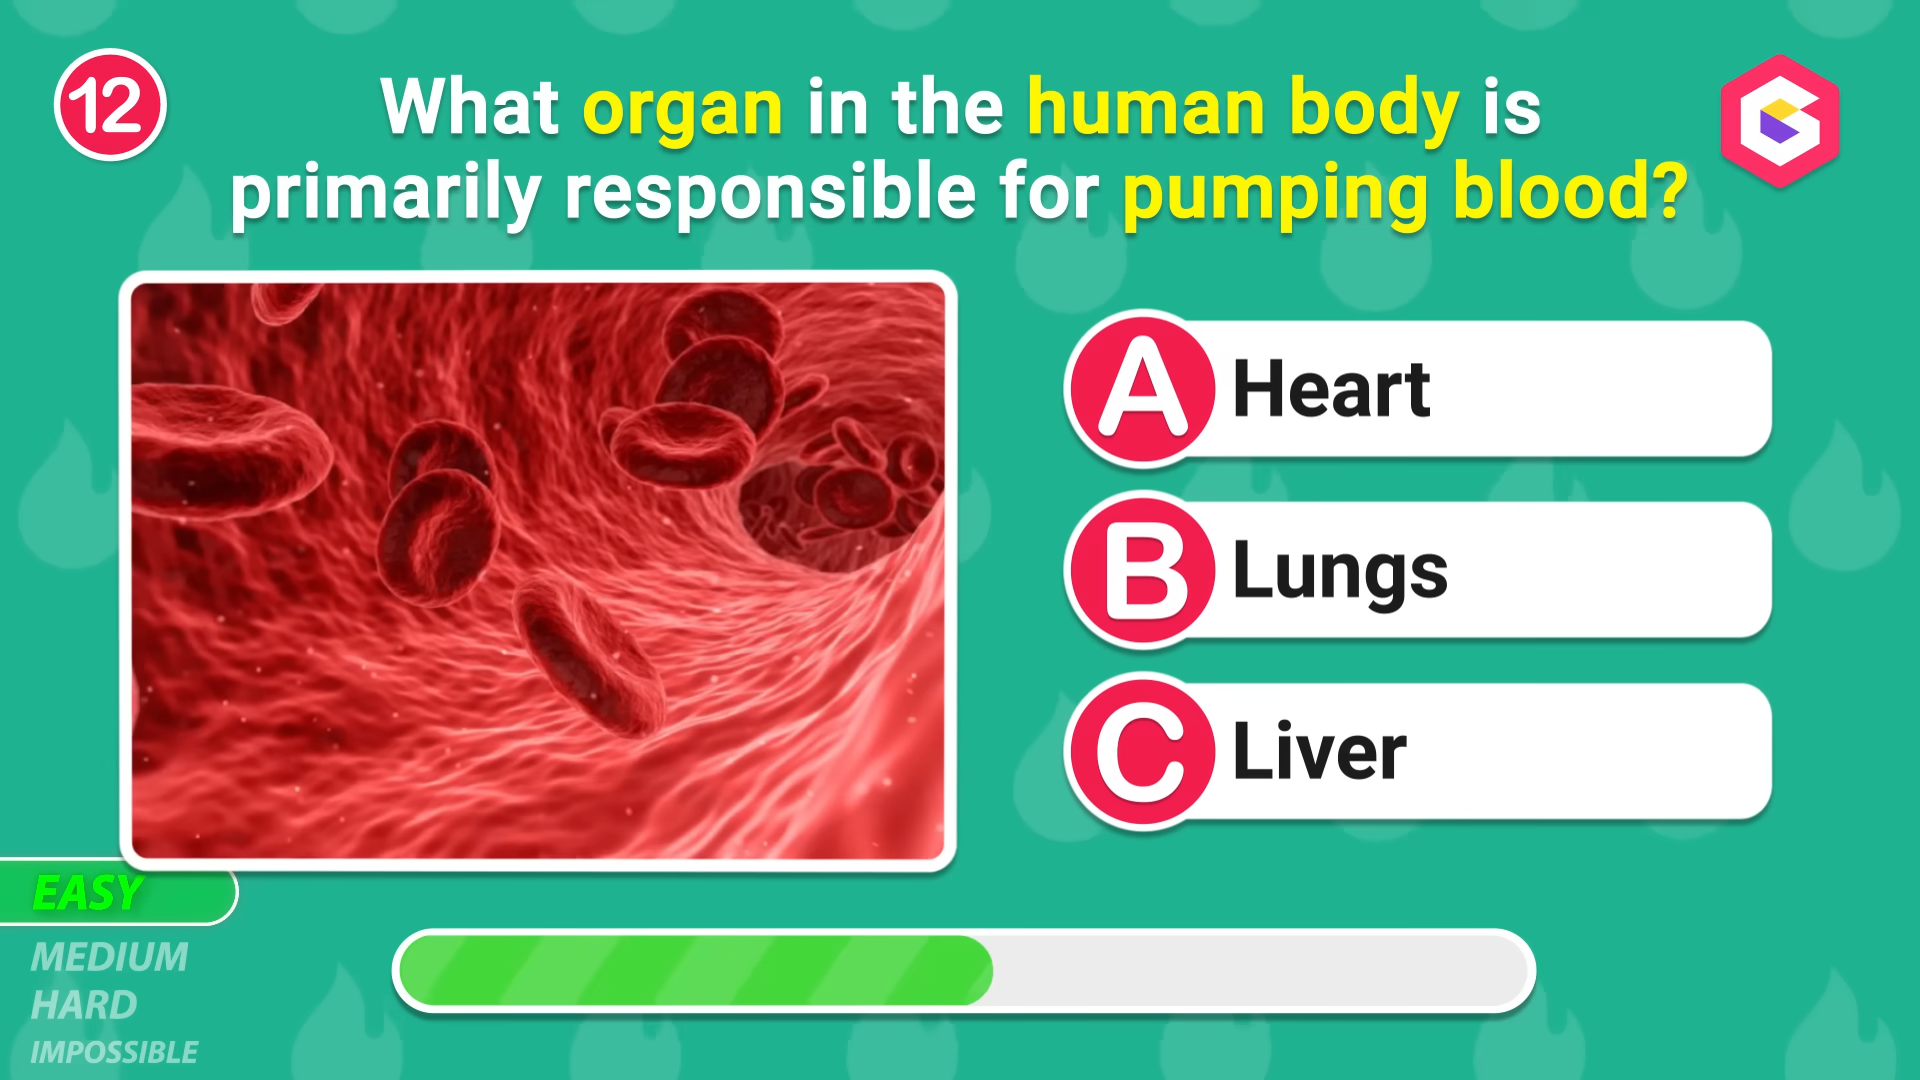 12
What organ in the human body is
primarily responsible for pumping blood?
A Heart
B Lungs
C Liver
EASY
MEDIUM
HARD
IMPOSSIBLE